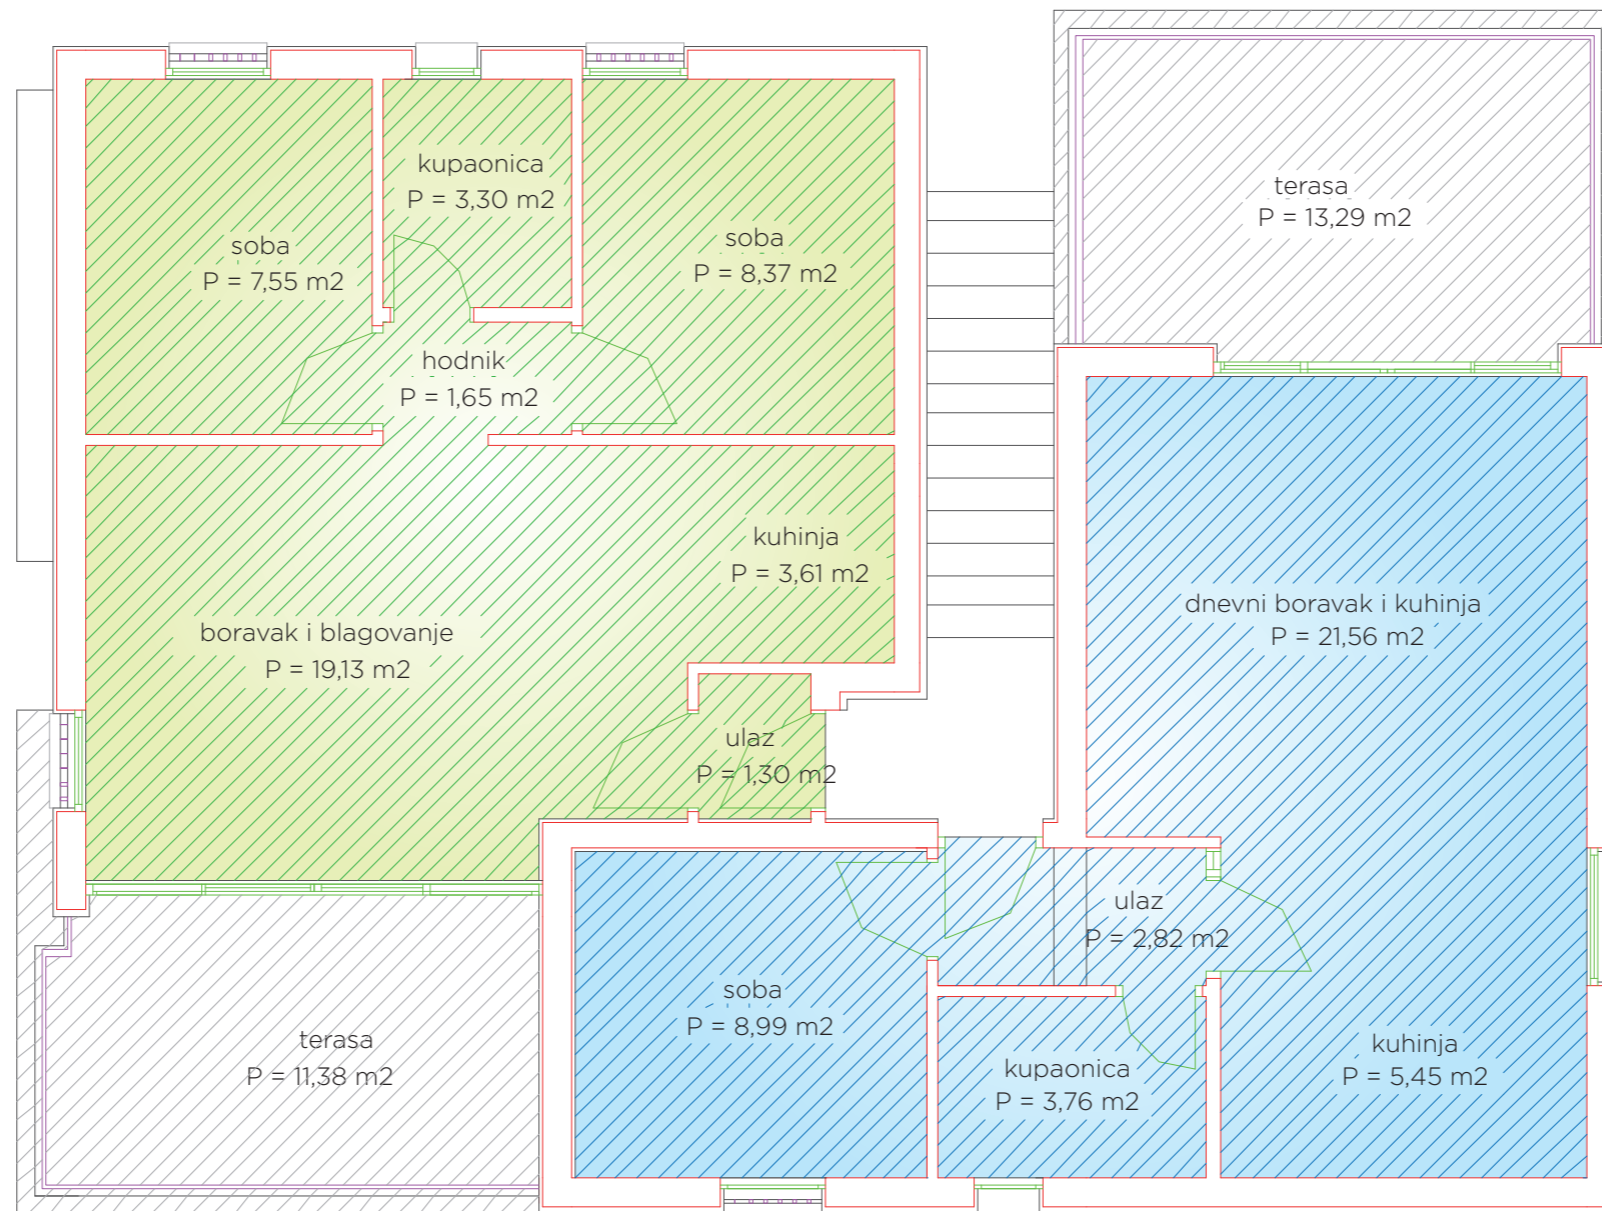 kupaonica
P = 3,30 m2
soba
P = 7,55 m2
soba
P = 8,37 m2
terasa
P = 13,29 m2
hodnik
P = 1,65 m2
kuhinja
P = 3,61 m2
boravak i blagovanje
P = 19,13 m2
dnevni boravak i kuhinja
P = 21,56 m2
ulaz
P = 1,30 m2
ulaz
P = 2,82 m2
soba
P = 8,99 m2
terasa
P = 11,38 m2
kupaonica
P = 3,76 m2
kuhinja
P = 5,45 m2